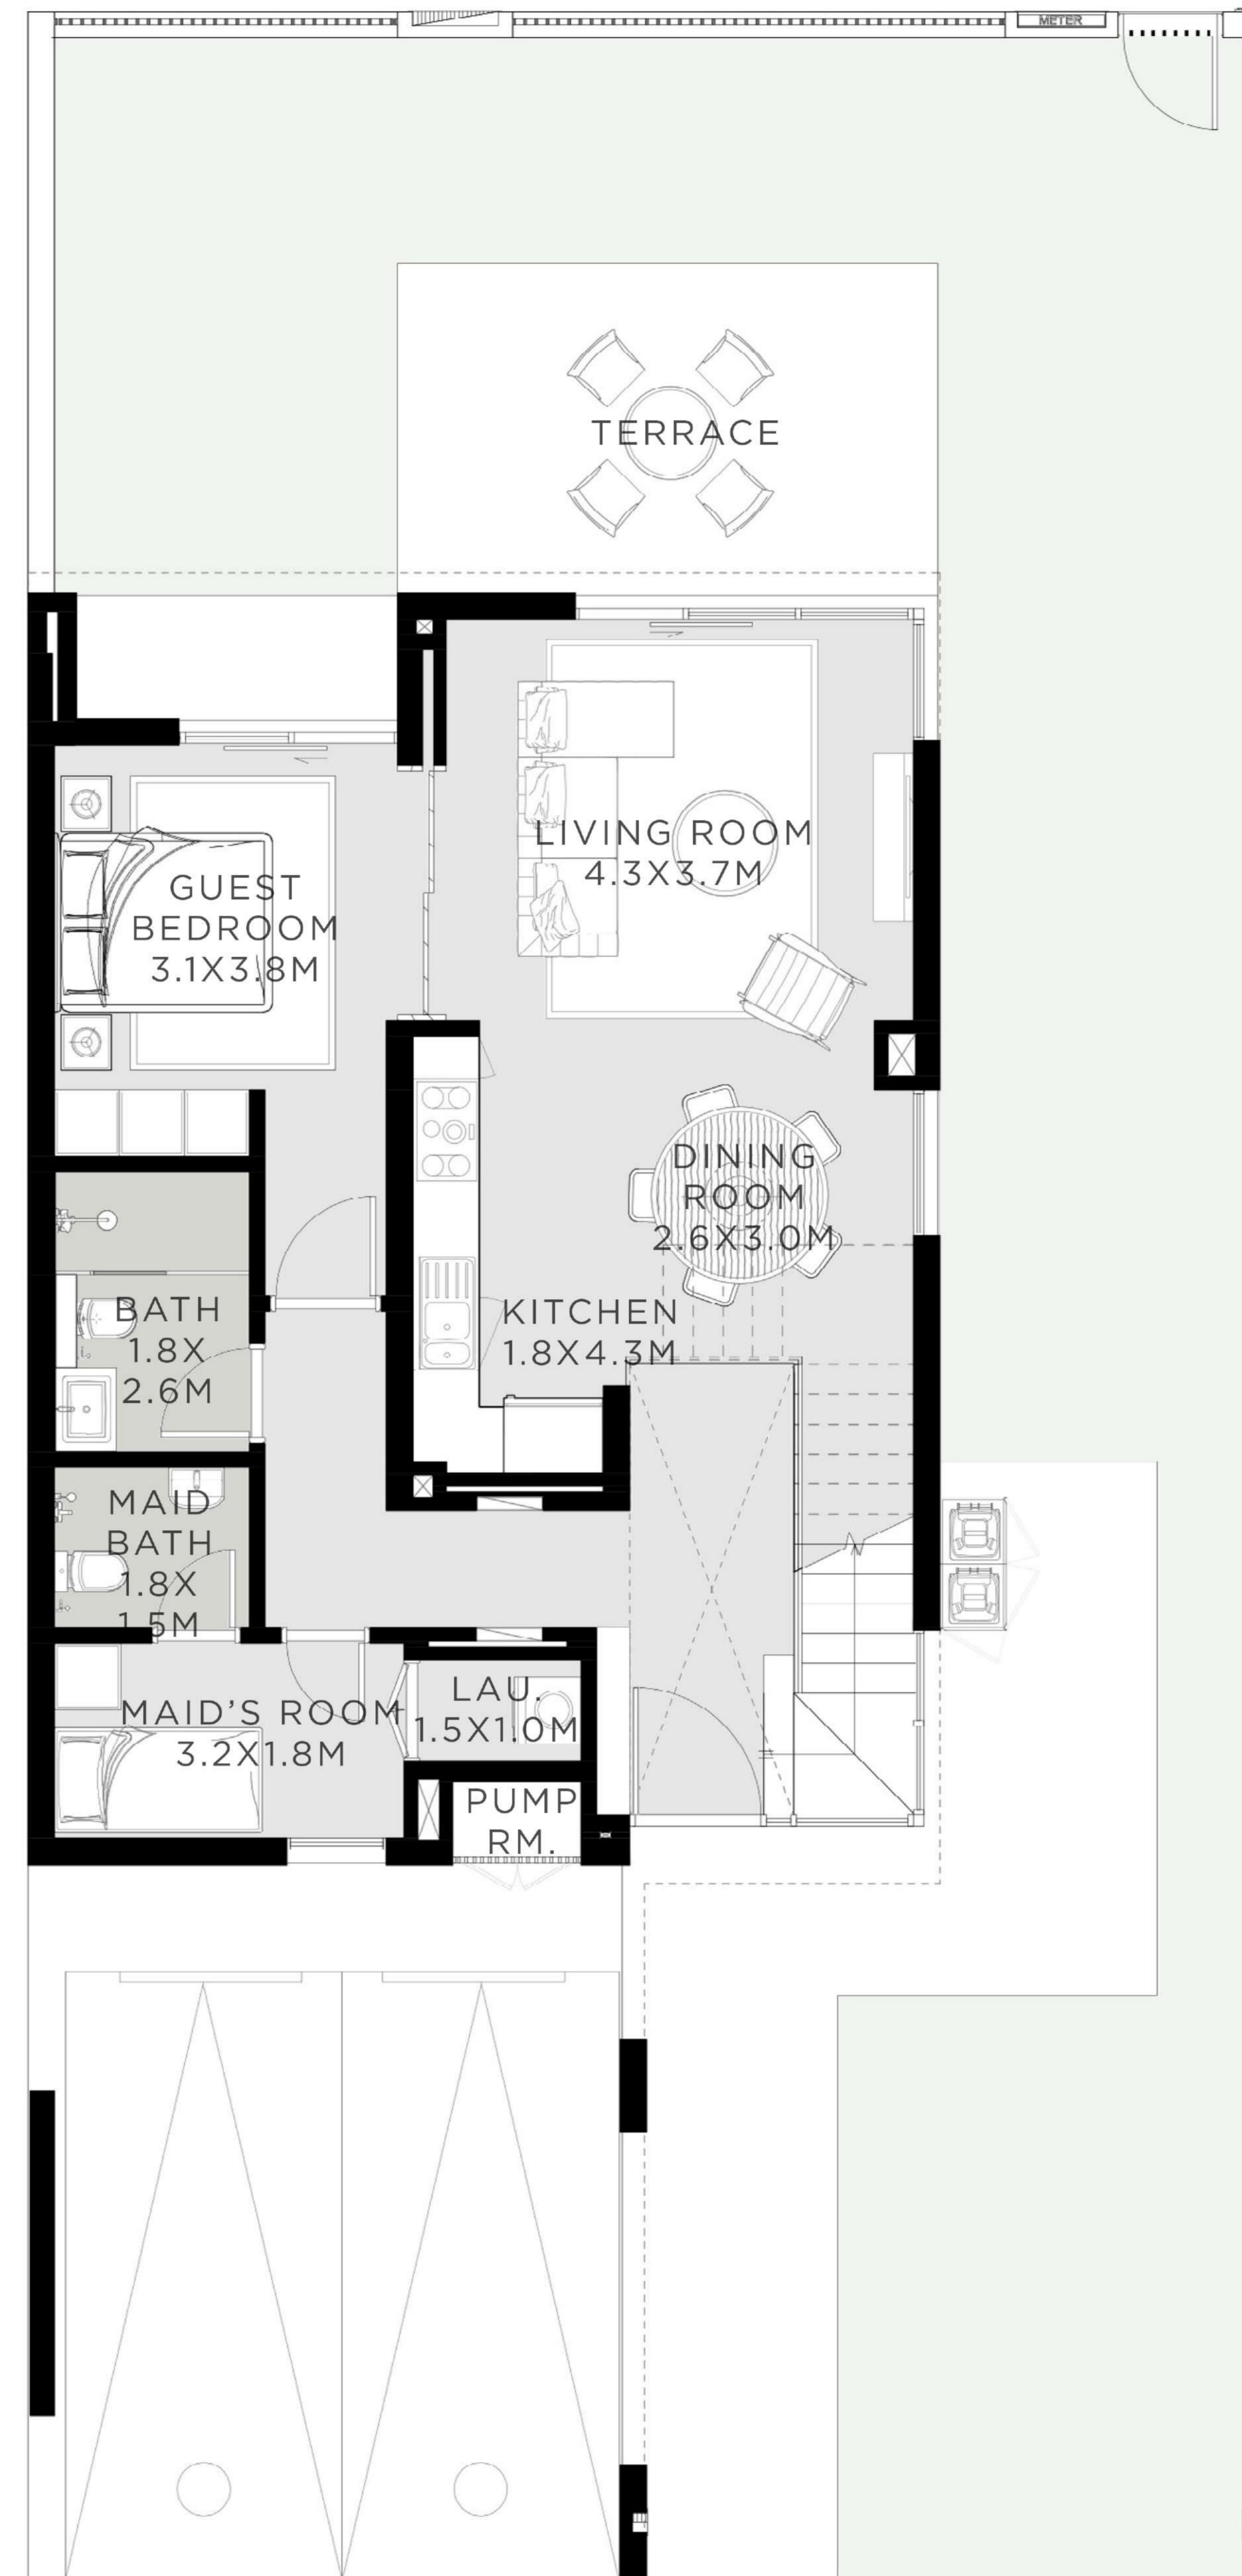 METER
TERRACE
LIVING ROOM
4.3X3.7M
GUEST
BEDROOM
3.1X3.8M
DINING
ROOM
2.6X3.0M
KITCHEN
1.8X4.3M
BATH
1.8X
2.6M
MAID
BATH
1.8X
1.5M
MAID'S ROOM
3.2X1.8M
LAU.
1.5X1.0M
PUMP
RM.